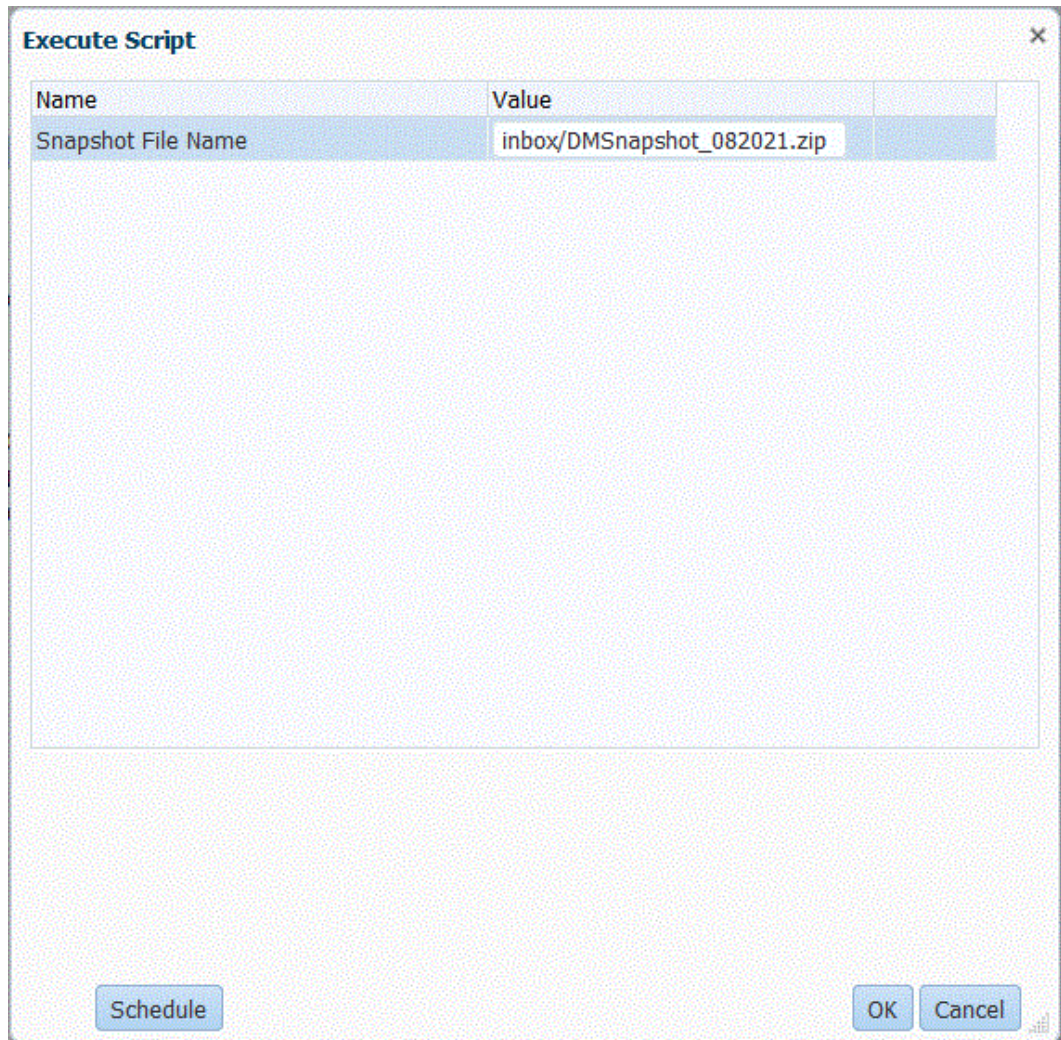 Execute Script
Name Value
Snapshot File Name inbox/DMSnapshot_082021.zip
Schedule OK Cancel